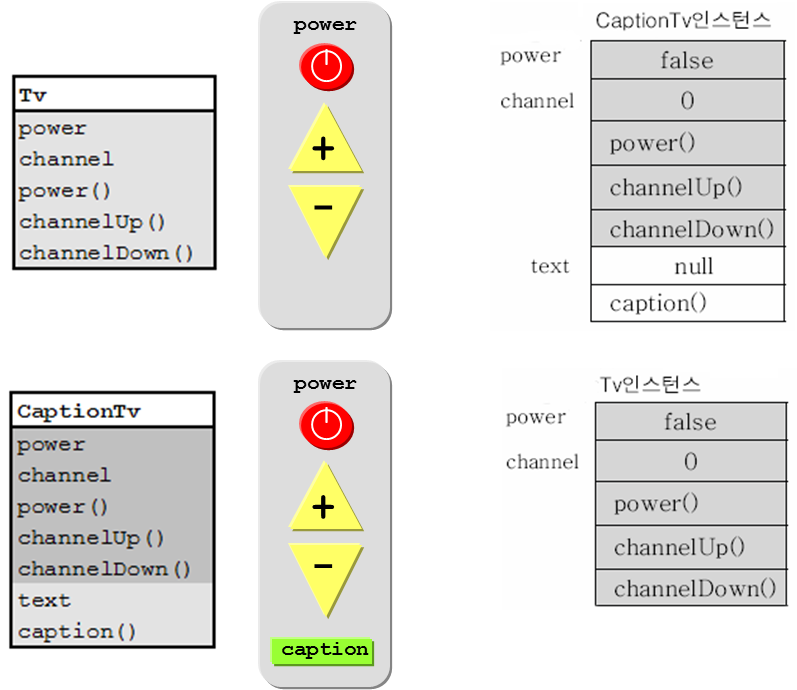 Tv
power
channel
power()
channelUp()
channelDown()
power
+
−
CaptionTv인스턴스
power false
channel 0
power()
channelUp()
channelDown()
text null
caption()
CaptionTv
power
channel
power()
channelUp()
channelDown()
text
caption()
power
+
−
caption
Tv인스턴스
power false
channel 0
power()
channelUp()
channelDown()